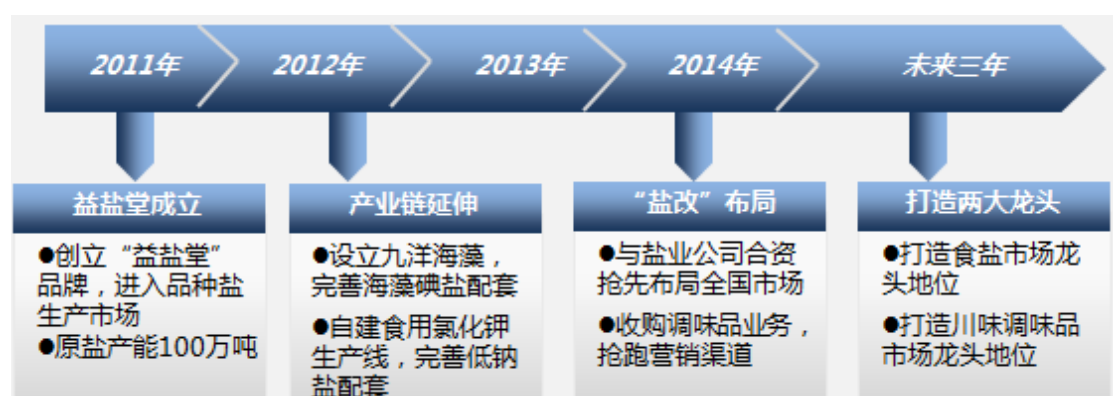 2011年
2012年
2013年
2014年
未来三年
益盐堂成立
●创立“益盐堂”
品牌，进入品种盐
生产市场
●原盐产能100万吨
产业链延伸
●设立九洋海藻，
完善海藻碘盐配套
●自建食用氯化钾
生产线，完善低钠
盐配套
“盐改”布局
●与盐业公司合资
抢先布局全国市场
●收购调味品业务，
抢跑营销渠道
打造两大龙头
●打造食盐市场龙
头地位
●打造川味调味品
市场龙头地位